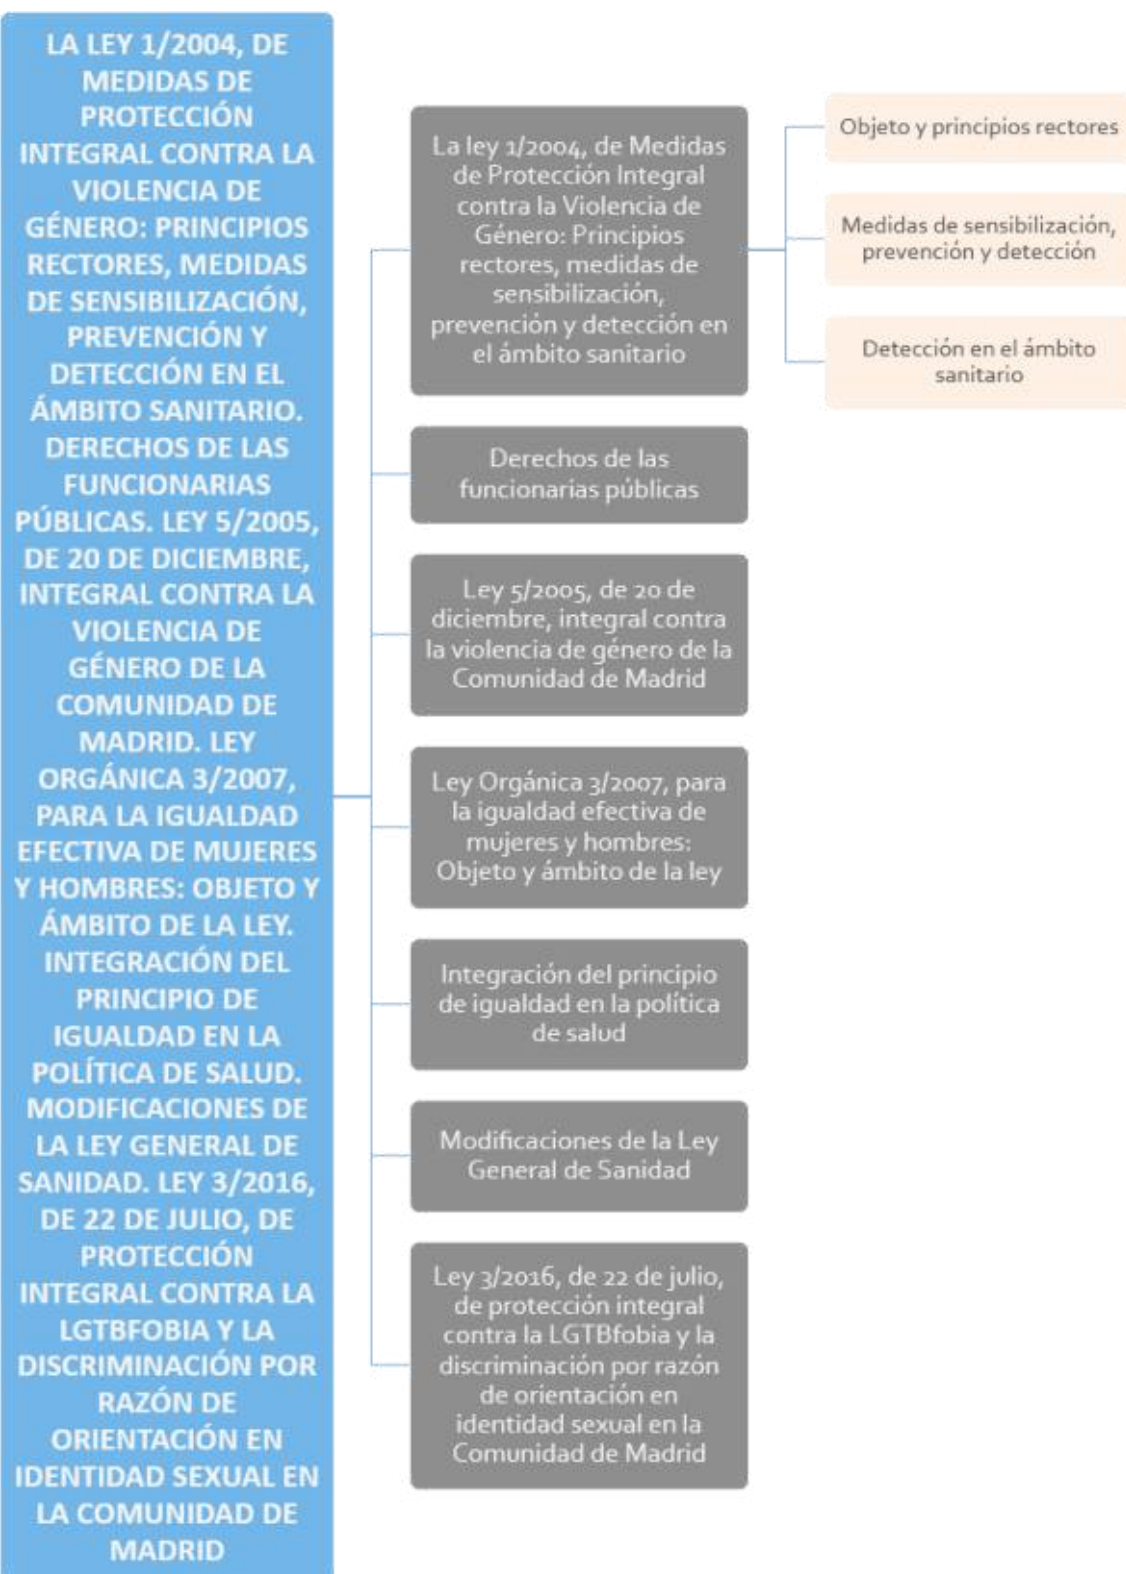 LA LEY 1/2004, DE
MEDIDAS DE
PROTECCIÓN
INTEGRAL CONTRA LA
VIOLENCIA DE
GÉNERO: PRINCIPIOS
RECTORES, MEDIDAS
DE SENSIBILIZACIÓN,
PREVENCIÓN Y
DETECCIÓN EN EL
ÁMBITO SANITARIO.
DERECHOS DE LAS
FUNCIONARIAS
PÚBLICAS. LEY 5/2005,
DE 20 DE DICIEMBRE,
INTEGRAL CONTRA LA
VIOLENCIA DE
GÉNERO DE LA
COMUNIDAD DE
MADRID. LEY
ORGÁNICA 3/2007,
PARA LA IGUALDAD
EFECTIVA DE MUJERES
Y HOMBRES: OBJETO Y
ÁMBITO DE LA LEY.
INTEGRACIÓN DEL
PRINCIPIO DE
IGUALDAD EN LA
POLÍTICA DE SALUD.
MODIFICACIONES DE
LA LEY GENERAL DE
SANIDAD. LEY 3/2016,
DE 22 DE JULIO, DE
PROTECCIÓN
INTEGRAL CONTRA LA
LGTBFOBIA Y LA
DISCRIMINACIÓN POR
RAZÓN DE
ORIENTACIÓN EN
IDENTIDAD SEXUAL EN
LA COMUNIDAD DE
MADRID
La ley 1/2004, de Medidas
de Protección Integral
contra la Violencia de
Género: Principios
rectores, medidas de
sensibilización,
prevención y detección en
el ámbito sanitario
Objeto y principios rectores
Medidas de sensibilización,
prevención y detección
Detección en el ámbito
sanitario
Derechos de las
funcionarias públicas
Ley 5/2005, de 20 de
diciembre, integral contra
la violencia de género de la
Comunidad de Madrid
Ley Orgánica 3/2007, para
la igualdad efectiva de
mujeres y hombres:
Objeto y ámbito de la ley
Integración del principio
de igualdad en la política
de salud
Modificaciones de la Ley
General de Sanidad
Ley 3/2016, de 22 de julio,
de protección integral
contra la LGTBfobia y la
discriminación por razón
de orientación en
identidad sexual en la
Comunidad de Madrid